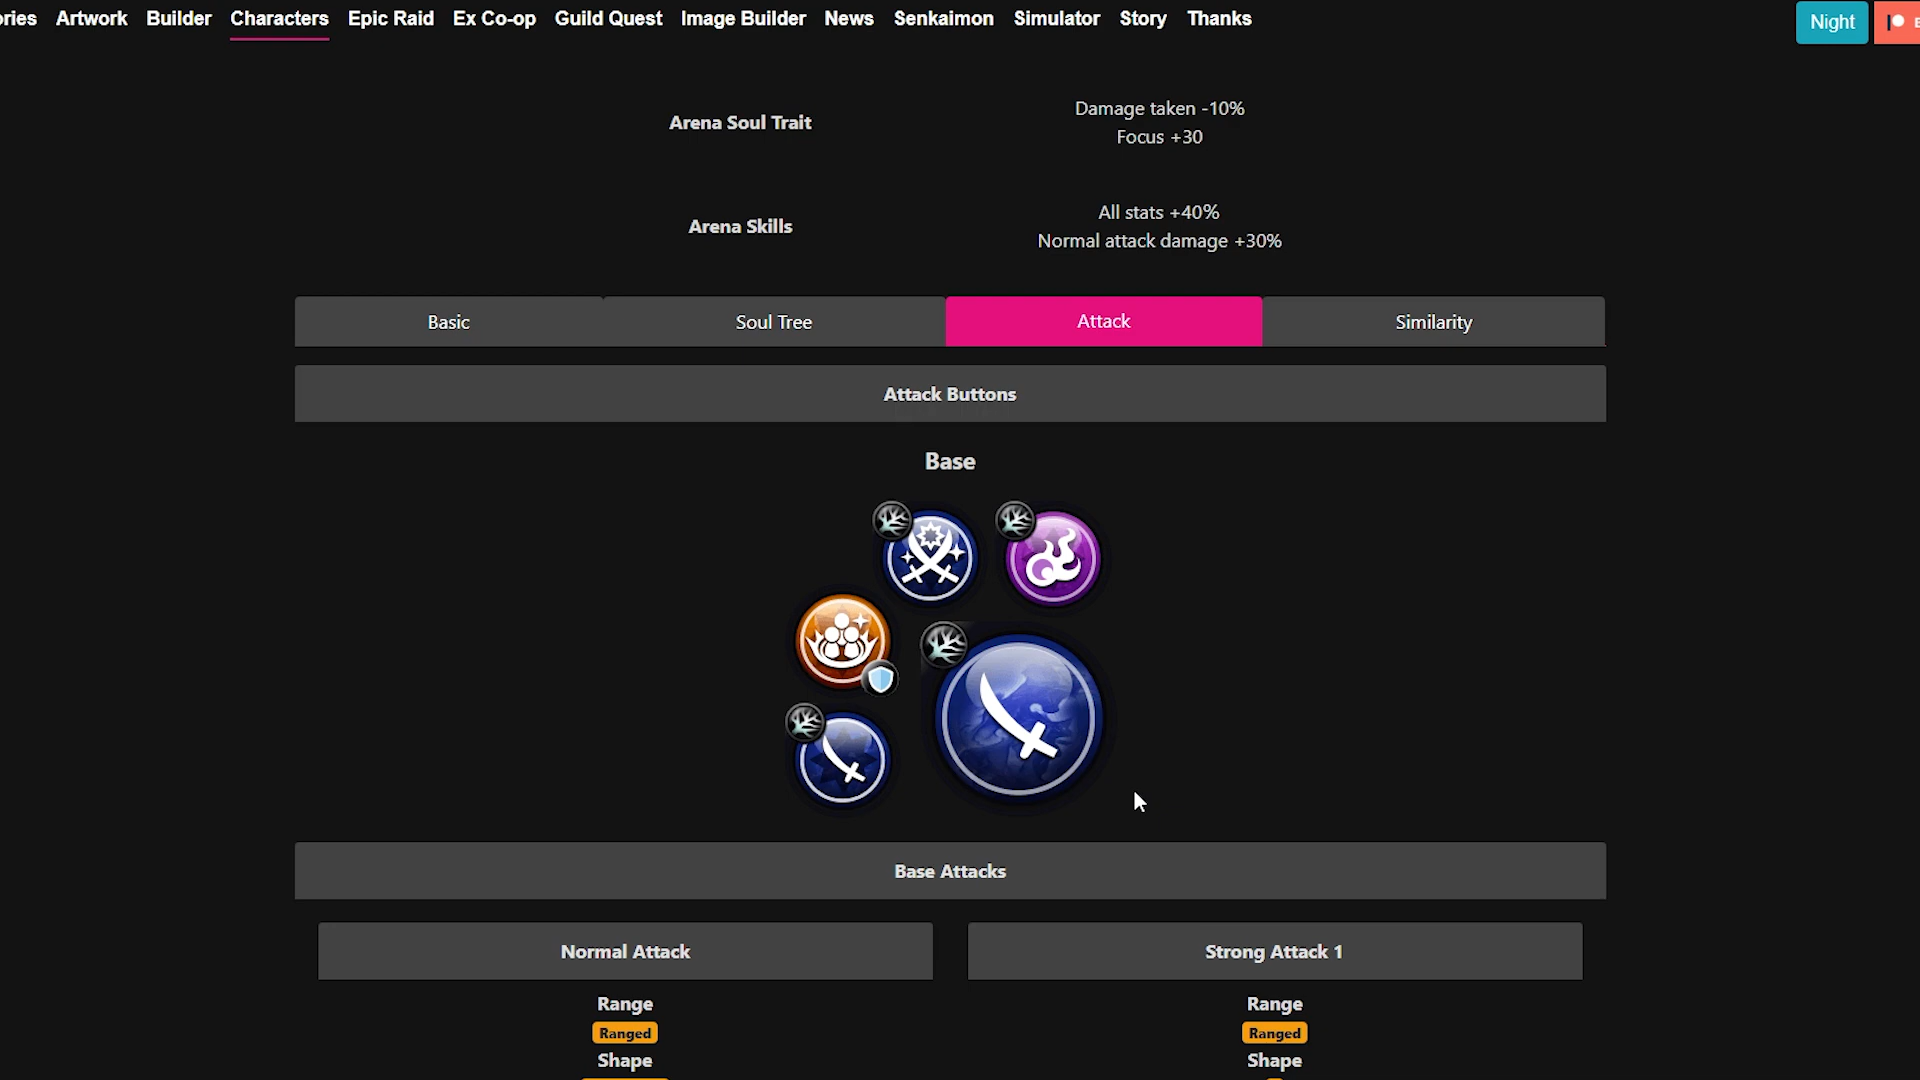 ories Artwork Builder Characters Epic Raid Ex Co-op Guild Quest Image Builder News Senkaimon Simulator Story Thanks Night
Arena Soul Trait
Damage taken -10%
Focus +30
Arena Skills
All stats +40%
Normal attack damage +30%
Basic Soul Tree Attack Similarity
Attack Buttons
Base
Base Attacks
Normal Attack Strong Attack 1
Range Range
Ranged Ranged
Shape Shape